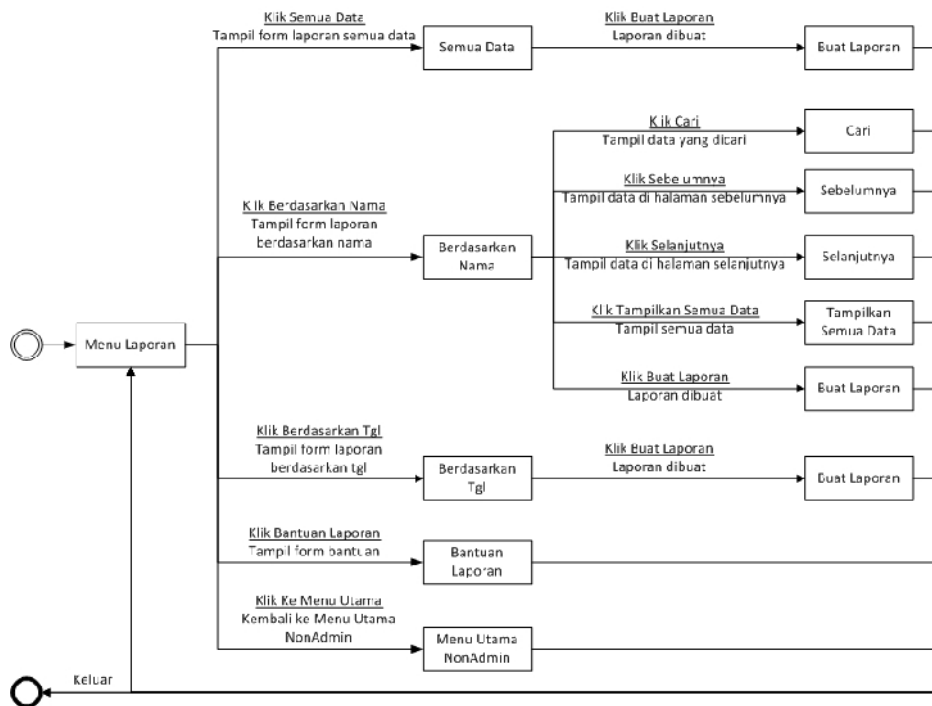 Klik Semua Data
Tampil form laporan semua data
Semua Data
Klik Buat Laporan
Laporan dibuat
Buat Laporan
Klik Cari
Tampil data yang dicari
Cari
Klik Sebelumnya
Tampil data di halaman sebelumnya
Sebelumnya
Klik Berdasarkan Nama
Tampil form laporan
berdasarkan nama
Berdasarkan
Nama
Klik Selanjutnya
Tampil data di halaman selanjutnya
Selanjutnya
Klik Tampilkan Semua Data
Tampil semua data
Tampilkan
Semua Data
Menu Laporan
Klik Buat Laporan
Laporan dibuat
Buat Laporan
Klik Berdasarkan Tgl
Tampil form laporan
berdasarkan tgl
Berdasarkan
Tgl
Klik Buat Laporan
Laporan dibuat
Buat Laporan
Klik Bantuan Laporan
Tampil form bantuan
Bantuan
Laporan
Klik Ke Menu Utama
Kembali ke Menu Utama
NonAdmin
Menu Utama
NonAdmin
Keluar